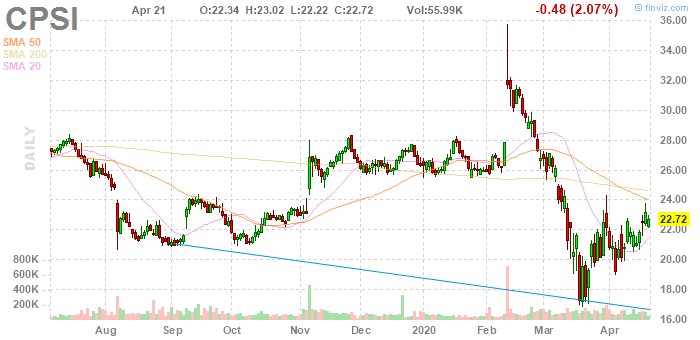 CPSI Apr 21 O:22.34 H:23.02 L:22.22 C:22.72 Vol:55.99K -0.48 (2.07%) © finviz.com
SMA 50
SMA 200
SMA 20
DAILY
36.00
34.00
32.00
30.00
28.00
26.00
24.00
22.72
22.00
20.00
18.00
16.00
800K
600K
400K
200K
Aug Sep Oct Nov Dec 2020 Feb Mar Apr